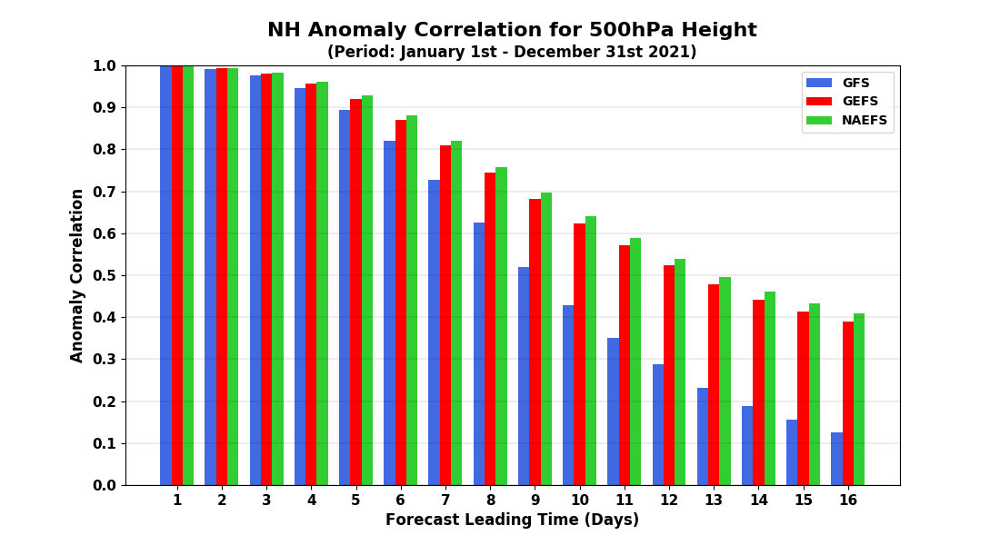 NH Anomaly Correlation for 500hPa Height
(Period: January 1st - December 31st 2021)
GFS
GEFS
NAEFS
Anomaly Correlation
1.0
0.9
0.8
0.7
0.6
0.5
0.4
0.3
0.2
0.1
0.0
1 2 3 4 5 6 7 8 9 10 11 12 13 14 15 16
Forecast Leading Time (Days)